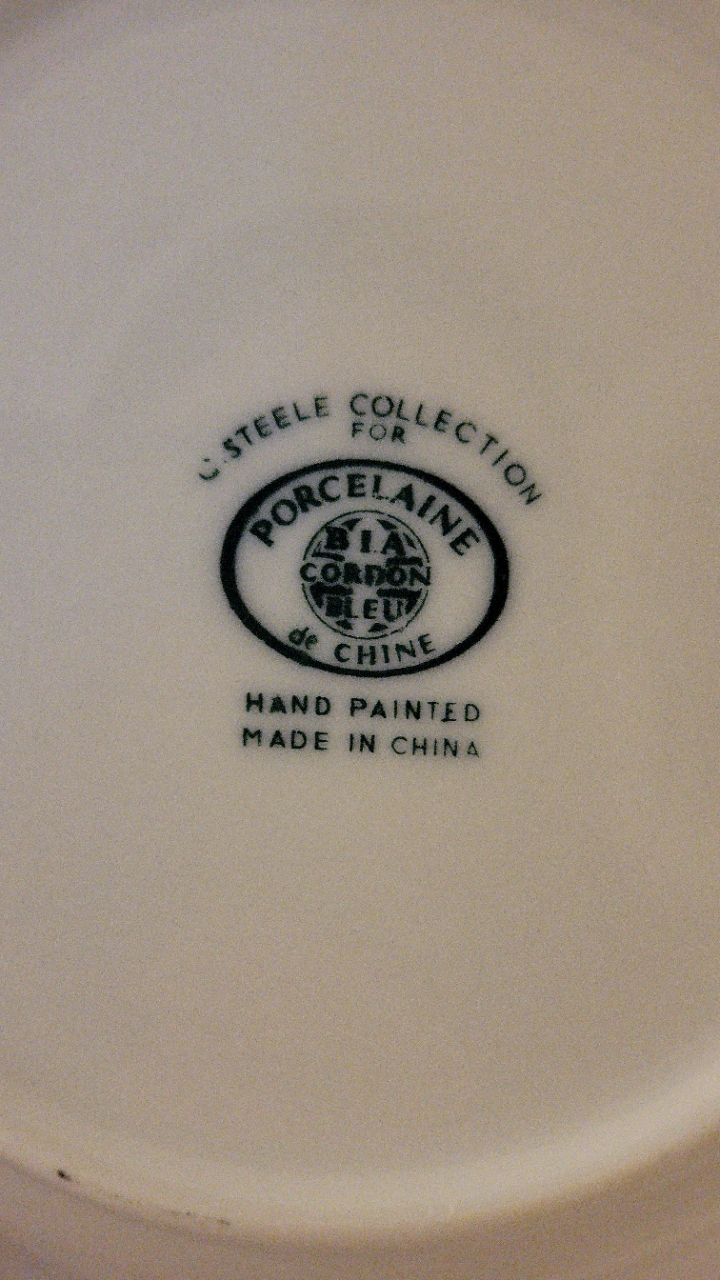 C. STEELE COLLECTION
FOR
PORCELAINE
BIA
CORDON
BLEU
de CHINE
HAND PAINTED
MADE IN CHINA